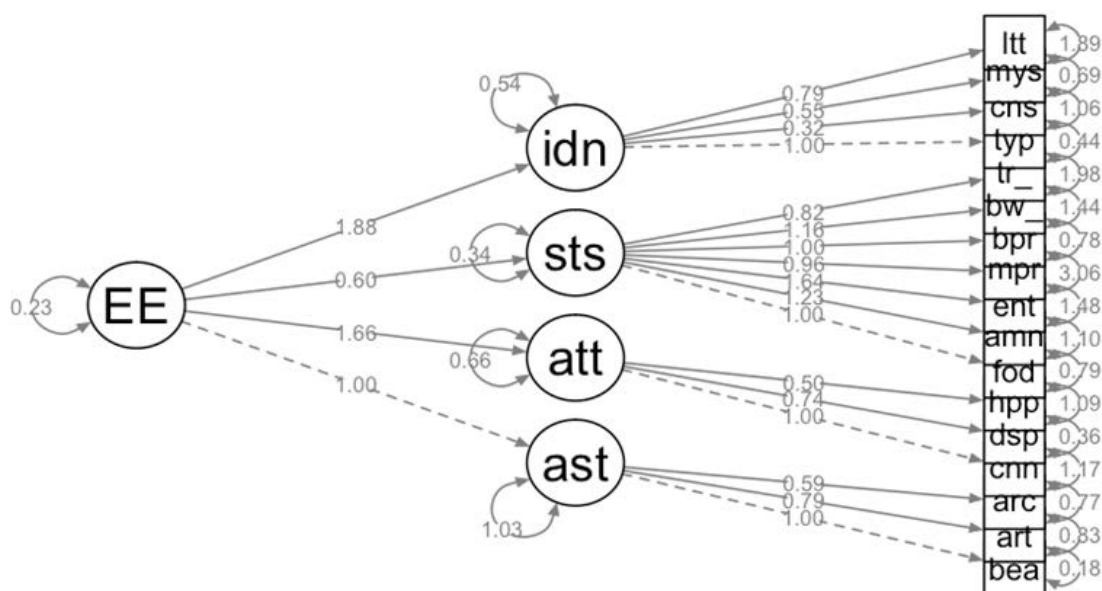 EE
0.23
1.88
0.60
1.66
1.00
idn
0.54
sts
0.34
att
0.66
ast
1.03
0.79
0.55
0.32
1.00
0.82
1.16
1.00
0.96
1.64
1.23
1.00
0.50
0.74
1.00
0.59
0.79
1.00
ltt 1.89
mys 0.69
cns 1.06
typ 0.44
tr_ 1.98
bw_ 1.44
bpr 0.78
mpr 3.06
ent 1.48
amn 1.10
fod 0.79
hpp 1.09
dsp 0.36
cnn 1.17
arc 0.77
art 0.83
bea 0.18